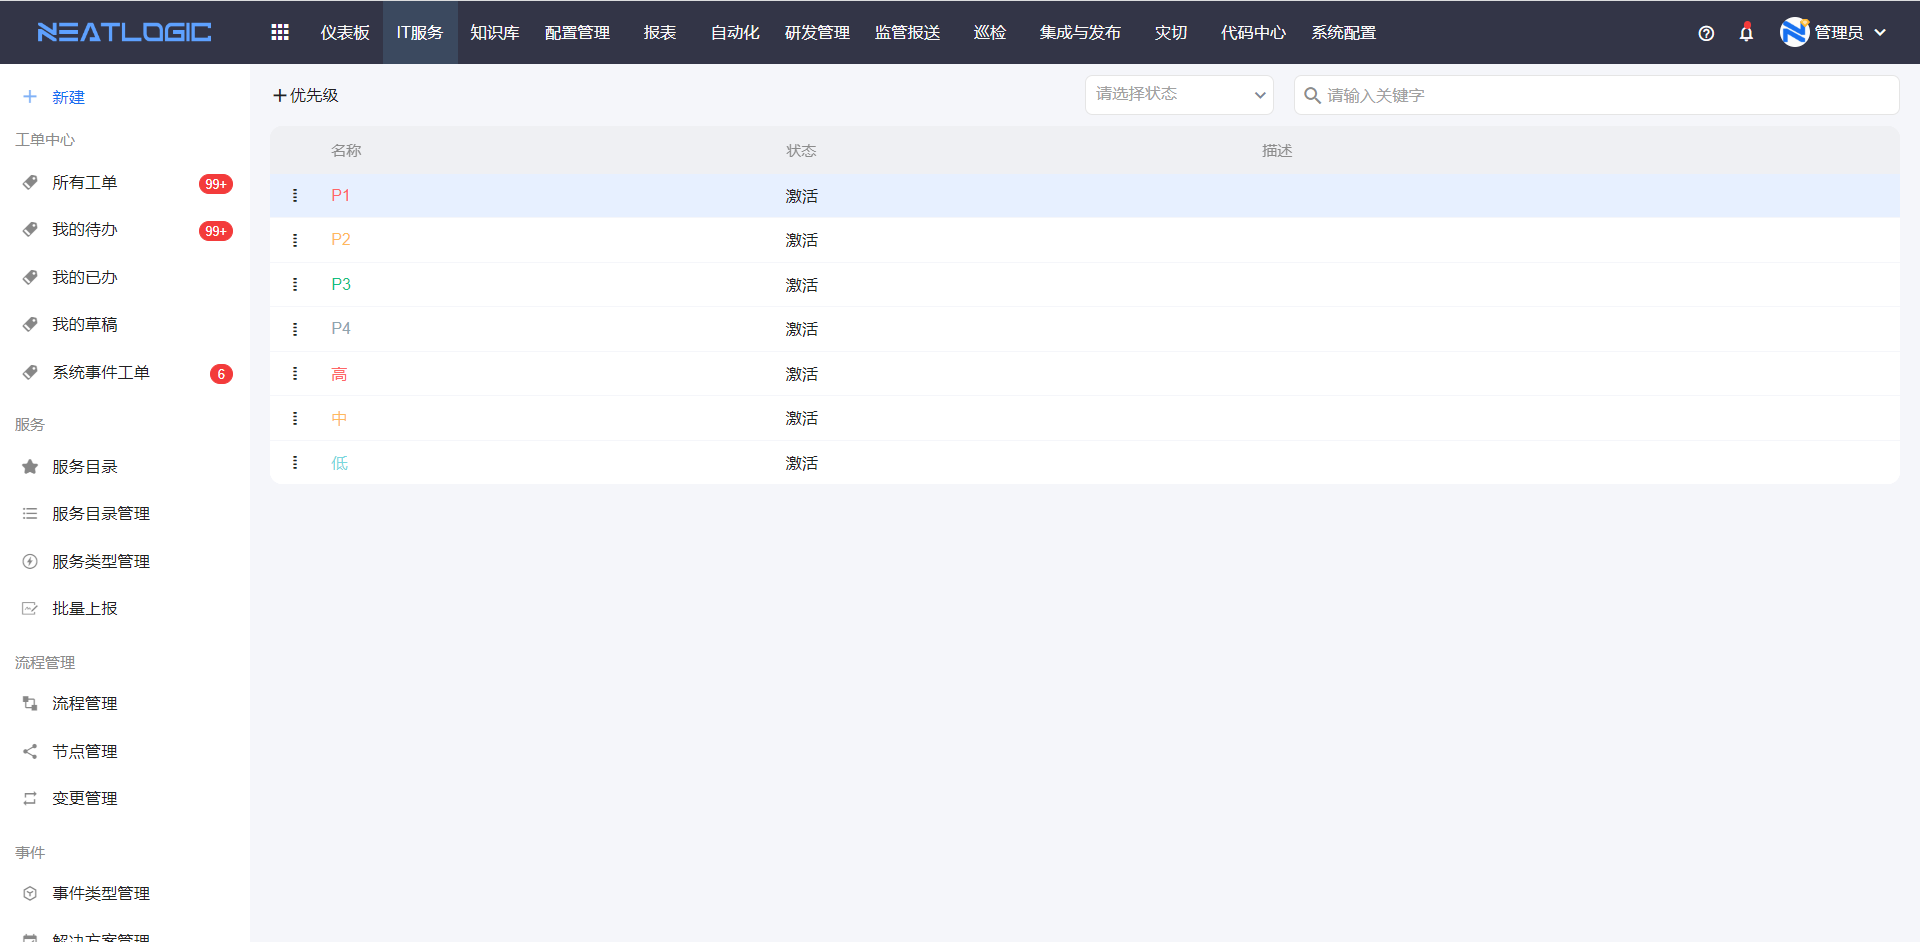 NEATLOGIC
仪表板
IT服务
知识库
配置管理
报表
自动化
研发管理
监管报送
巡检
集成与发布
灾切
代码中心
系统配置
管理员
新建
工单中心
所有工单
99+
我的待办
99+
我的已办
我的草稿
系统事件工单
6
服务
服务目录
服务目录管理
服务类型管理
批量上报
流程管理
流程管理
节点管理
变更管理
事件
事件类型管理
解决方案管理
优先级
请选择状态
请输入关键字
名称 状态 描述
P1 激活
P2 激活
P3 激活
P4 激活
高 激活
中 激活
低 激活